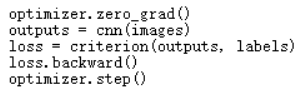 optimizer.zero_grad()
outputs = cnn(images)
loss = criterion(outputs, labels)
loss.backward()
optimizer.step()